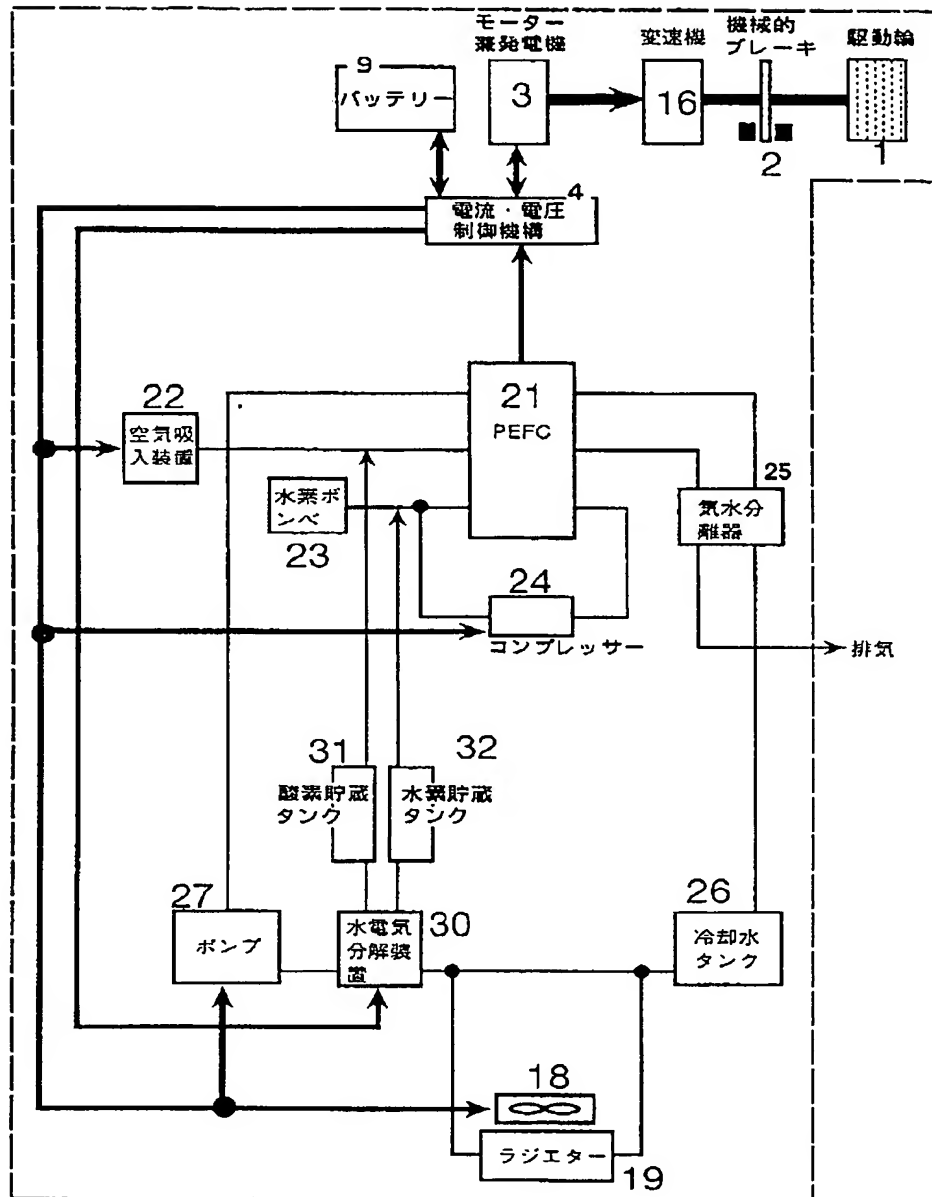 モーター
兼発電機
変速機
機械的
ブレーキ
駆動輪
9
バッテリー
3
16
2
1
4
電流・電圧
制御機構
22
空気吸
入装置
21
PEFC
25
気水分
離器
水素ボ
ンベ
23
24
コンプレッサー
排気
31
酸素貯蔵
タンク
32
水素貯蔵
タンク
27
ポンプ
水電気
分解装
置
30
26
冷却水
タンク
18
ラジエター
19